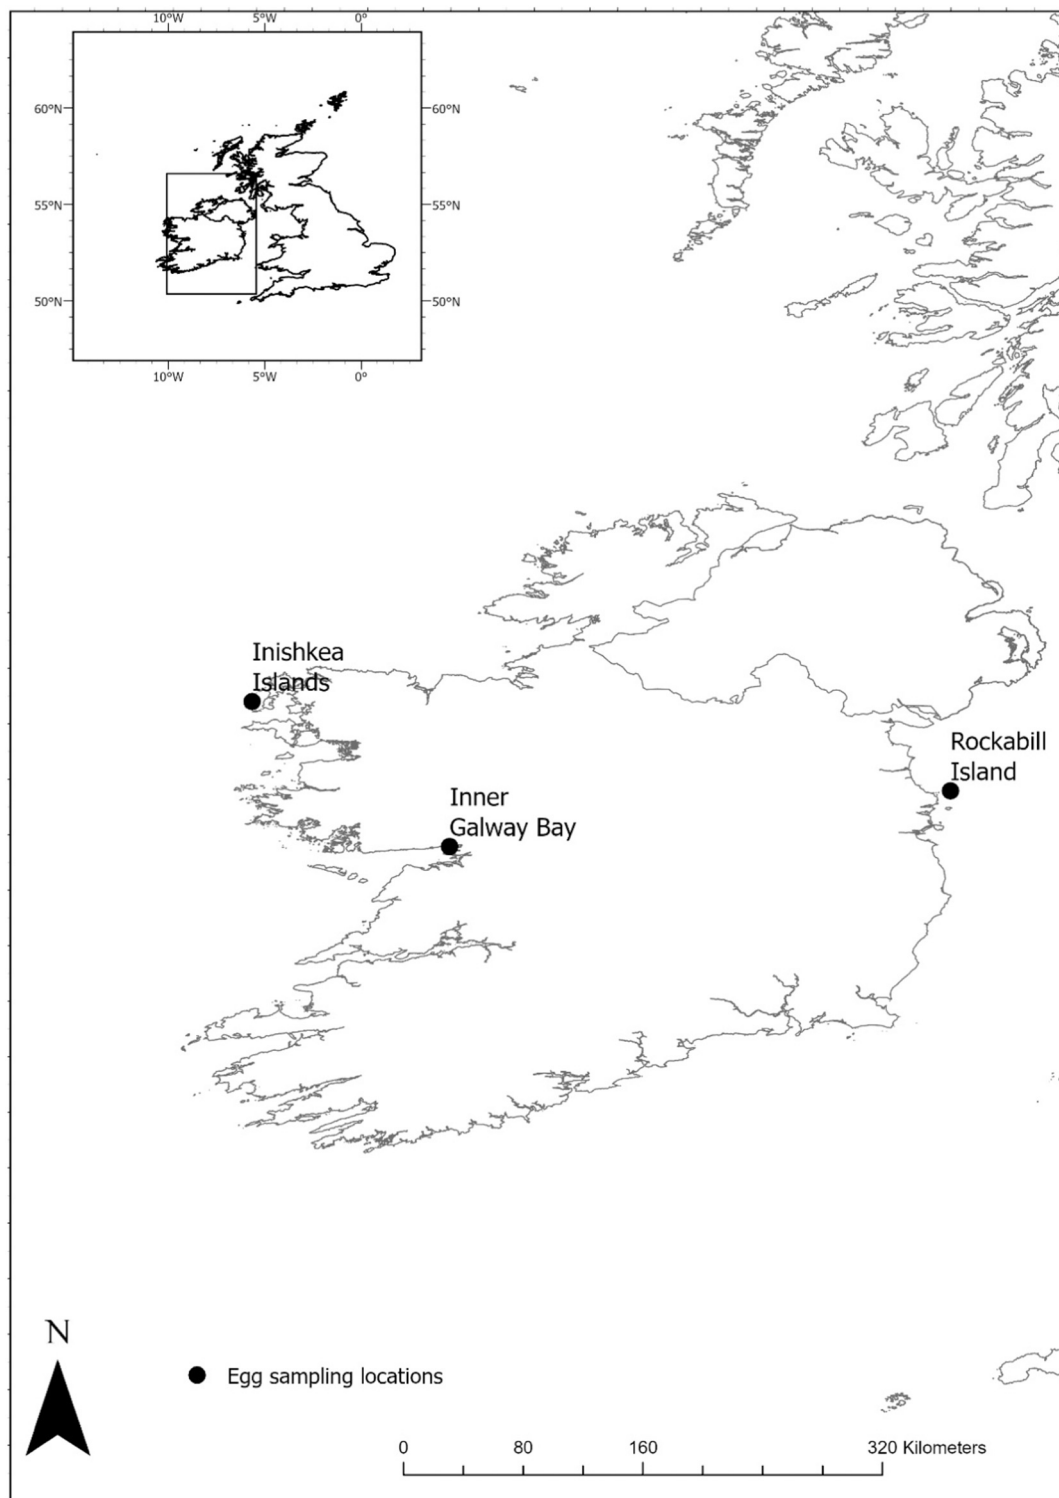 10°W 5°W 0°
60°N 60°N
55°N 55°N
50°N 50°N
10°W 5°W 0°
Inishkea
Islands
Rockabill
Island
Inner
Galway Bay
N
Egg sampling locations
0 80 160 320 Kilometers